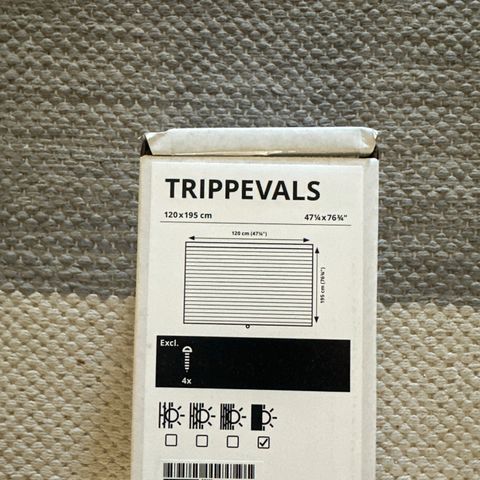 TRIPPEVALS
120x195 cm 47¼x76¾"
120 cm (47¼")
195 cm (76¾")
Excl.
4x